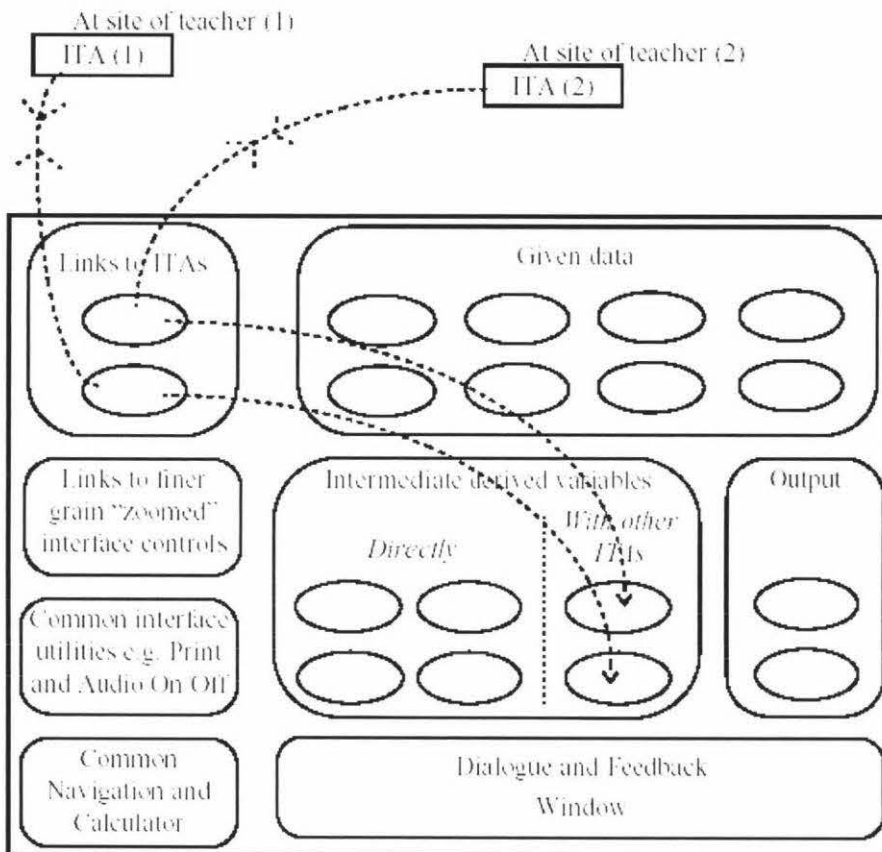 At site of teacher (1)
ITA (1)
At site of teacher (2)
ITA (2)
Links to ITAs
Given data
Links to finer
grain “zoomed”
interface controls
Intermediate derived variables
Directly
With other
ITAs
Output
Common interface
utilities e.g. Print
and Audio On Off
Common
Navigation and
Calculator
Dialogue and Feedback
Window